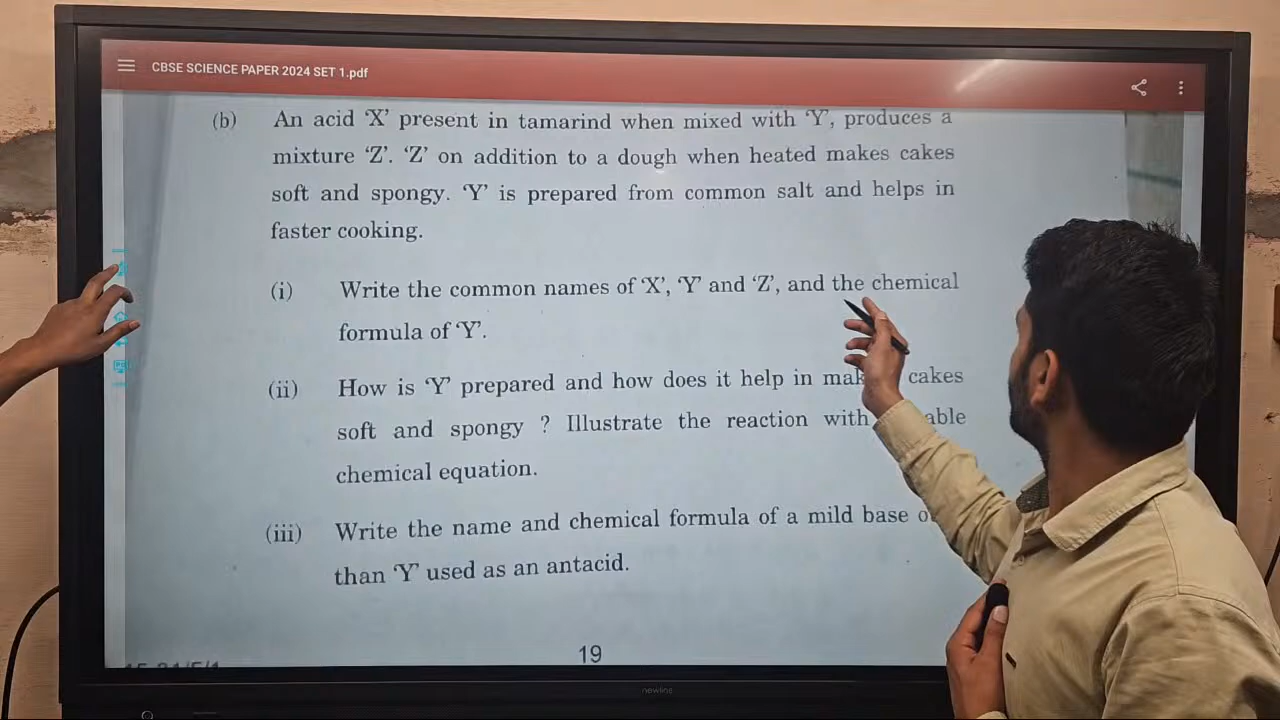 CBSE SCIENCE PAPER 2024 SET 1.pdf
(b) An acid ‘X’ present in tamarind when mixed with ‘Y’, produces a
mixture ‘Z’. ‘Z’ on addition to a dough when heated makes cakes
soft and spongy. ‘Y’ is prepared from common salt and helps in
faster cooking.
(i) Write the common names of ‘X’, ‘Y’ and ‘Z’, and the chemical
formula of ‘Y’.
(ii) How is ‘Y’ prepared and how does it help in cakes
soft and spongy ? Illustrate the reaction with
chemical equation.
(iii) Write the name and chemical formula of a mild base
than ‘Y’ used as an antacid.
19
newline